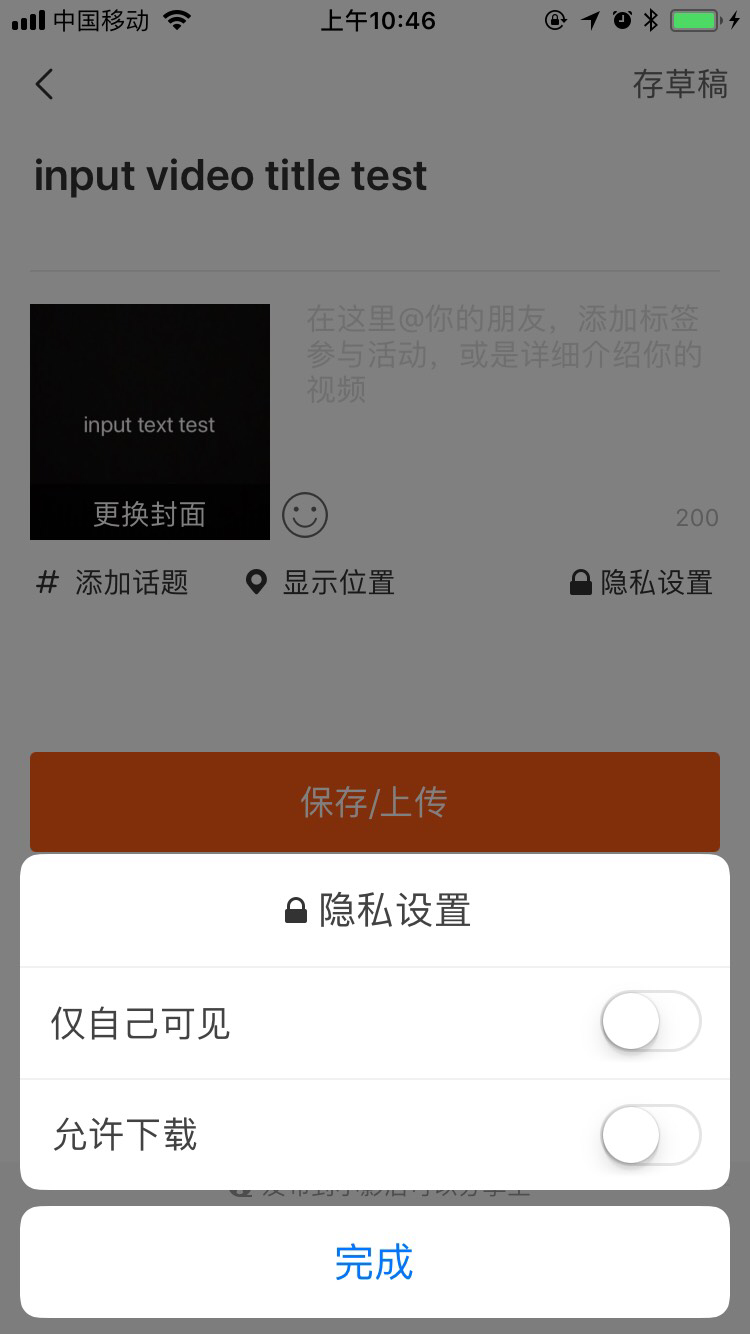 中国移动
上午10:46
存草稿
input video title test
在这里@你的朋友，添加标签
参与活动，或是详细介绍你的
视频
input text test
更换封面
200
# 添加话题
显示位置
隐私设置
保存/上传
隐私设置
仅自己可见
允许下载
完成